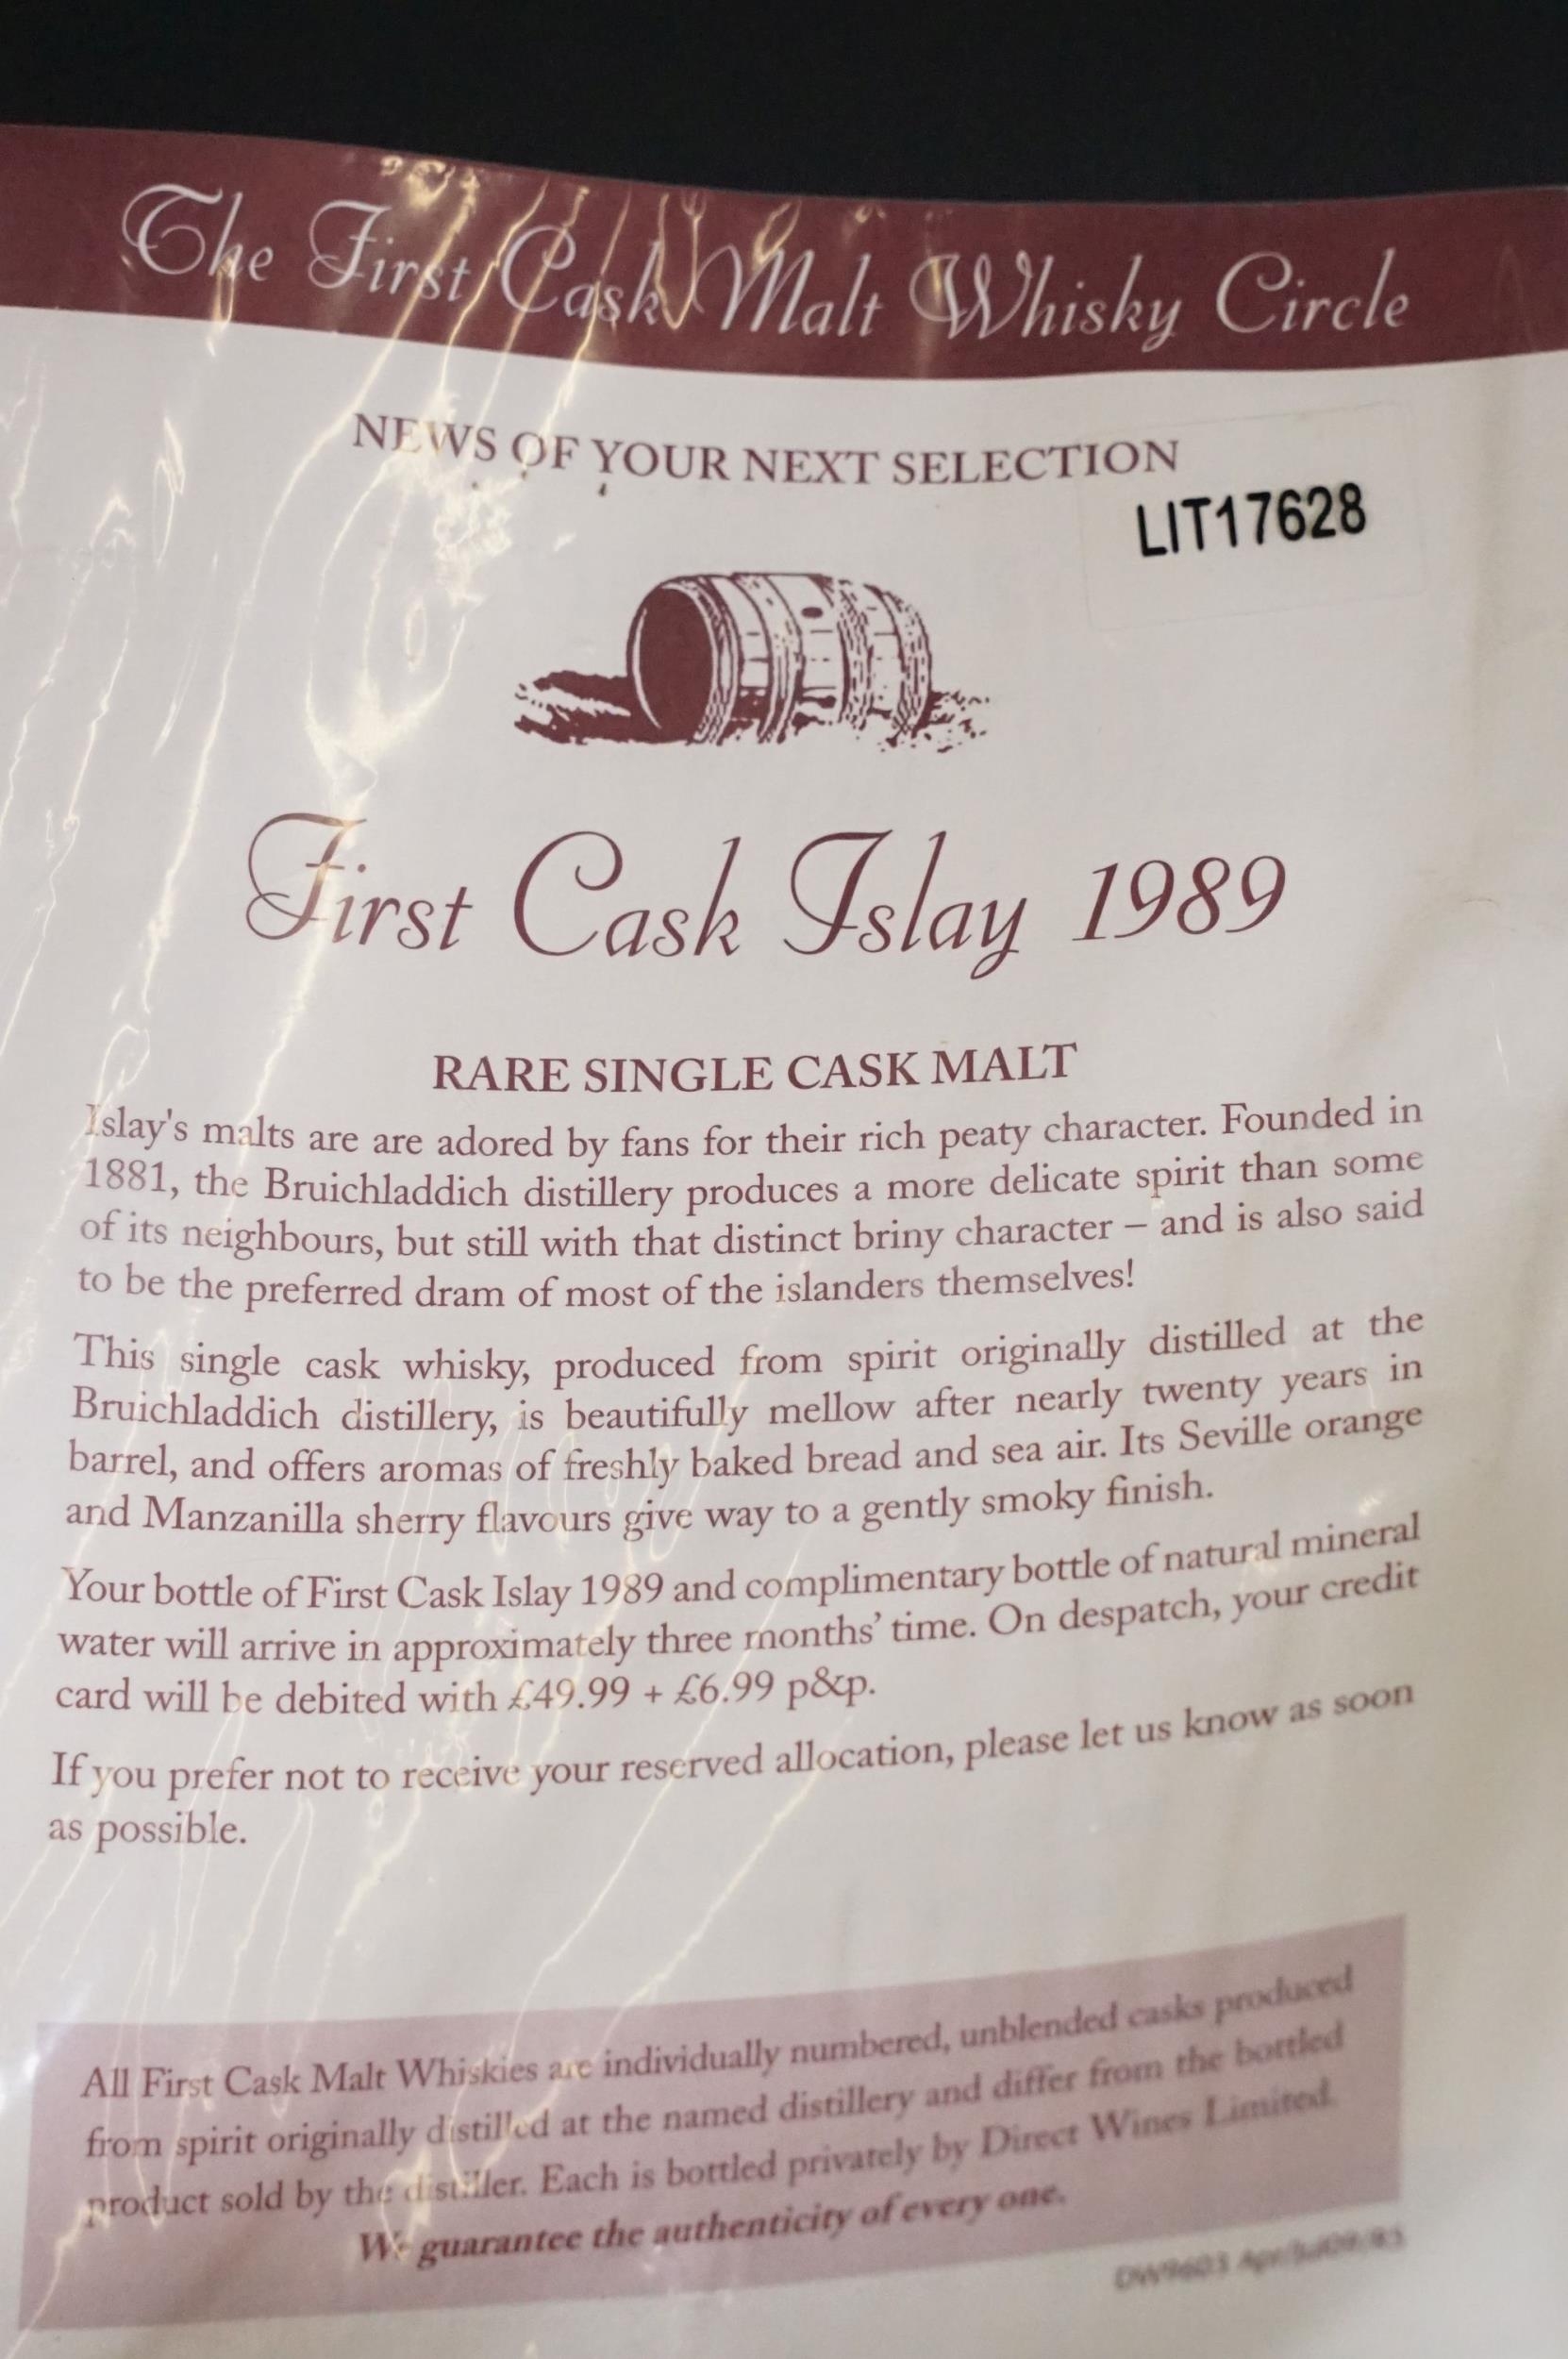 The First Cask Malt Whisky Circle
NEWS OF YOUR NEXT SELECTION
LIT17628
First Cask Islay 1989
RARE SINGLE CASK MALT
Islay's malts are are adored by fans for their rich peaty character. Founded in
1881, the Bruichladdich distillery produces a more delicate spirit than some
of its neighbours, but still with that distinct briny character – and is also said
to be the preferred dram of most of the islanders themselves!
This single cask whisky, produced from spirit originally distilled at the
Bruichladdich distillery, is beautifully mellow after nearly twenty years in
barrel, and offers aromas of freshly baked bread and sea air. Its Seville orange
and Manzanilla sherry flavours give way to a gently smoky finish.
Your bottle of First Cask Islay 1989 and complimentary bottle of natural mineral
water will arrive in approximately three months’ time. On despatch, your credit
card will be debited with £49.99 + £6.99 p&p.
If you prefer not to receive your reserved allocation, please let us know as soon
as possible.
All First Cask Malt Whiskies are individually numbered, unblended casks produced
from spirit originally distilled at the named distillery and differ from the bottled
product sold by the distiller. Each is bottled privately by Direct Wines Limited.
We guarantee the authenticity of every one.